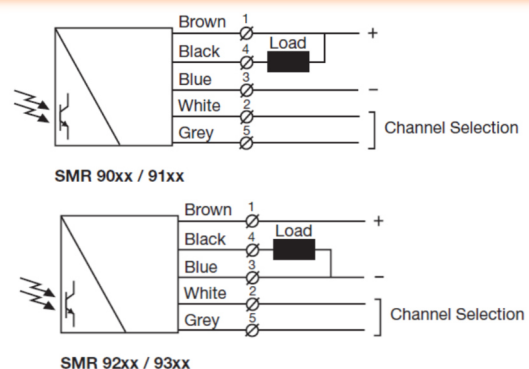 Brown 1 +
Black 4 Load
Blue 3 −
White 2
Channel Selection
Grey 5
SMR 90xx / 91xx
Brown 1 +
Black 4 Load
Blue 3 −
White 2
Channel Selection
Grey 5
SMR 92xx / 93xx